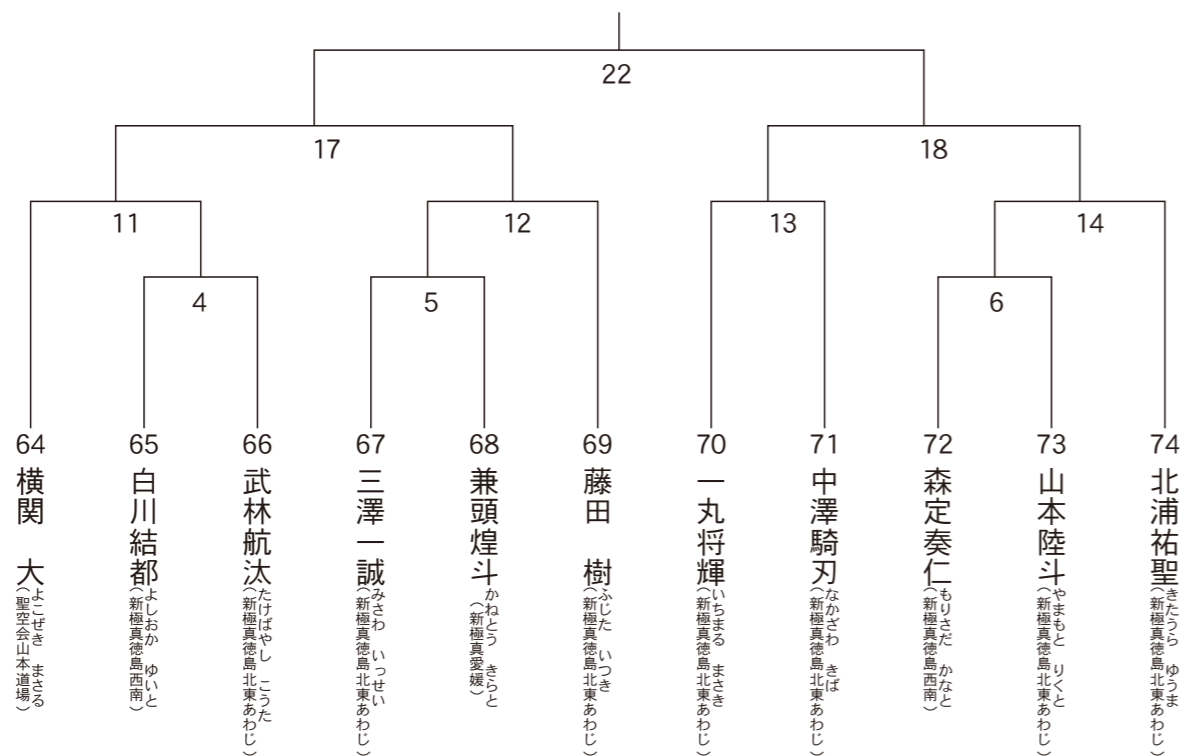 22
17
18
11
12
13
14
4
5
6
64
横関　大
よこぜき　まさる
（聖空会山本道場）
65
白川結都
よしおか　ゆいと
（新極真徳島西南）
66
武林航汰
たけばやし　こうた
（新極真徳島北東あわじ）
67
三澤一誠
みさわ　いっせい
（新極真徳島北東あわじ）
68
兼頭煌斗
かねとう　きらと
（新極真愛媛）
69
藤田　樹
ふじた　いつき
（新極真徳島北東あわじ）
70
一丸将輝
いちまる　まさき
（新極真徳島北東あわじ）
71
中澤騎刃
なかざわ　きば
（新極真徳島北東あわじ）
72
森定奏仁
もりさだ　かなと
（新極真徳島西南）
73
山本陸斗
やまもと　りくと
（新極真徳島北東あわじ）
74
北浦祐聖
きたうら　ゆうま
（新極真徳島北東あわじ）